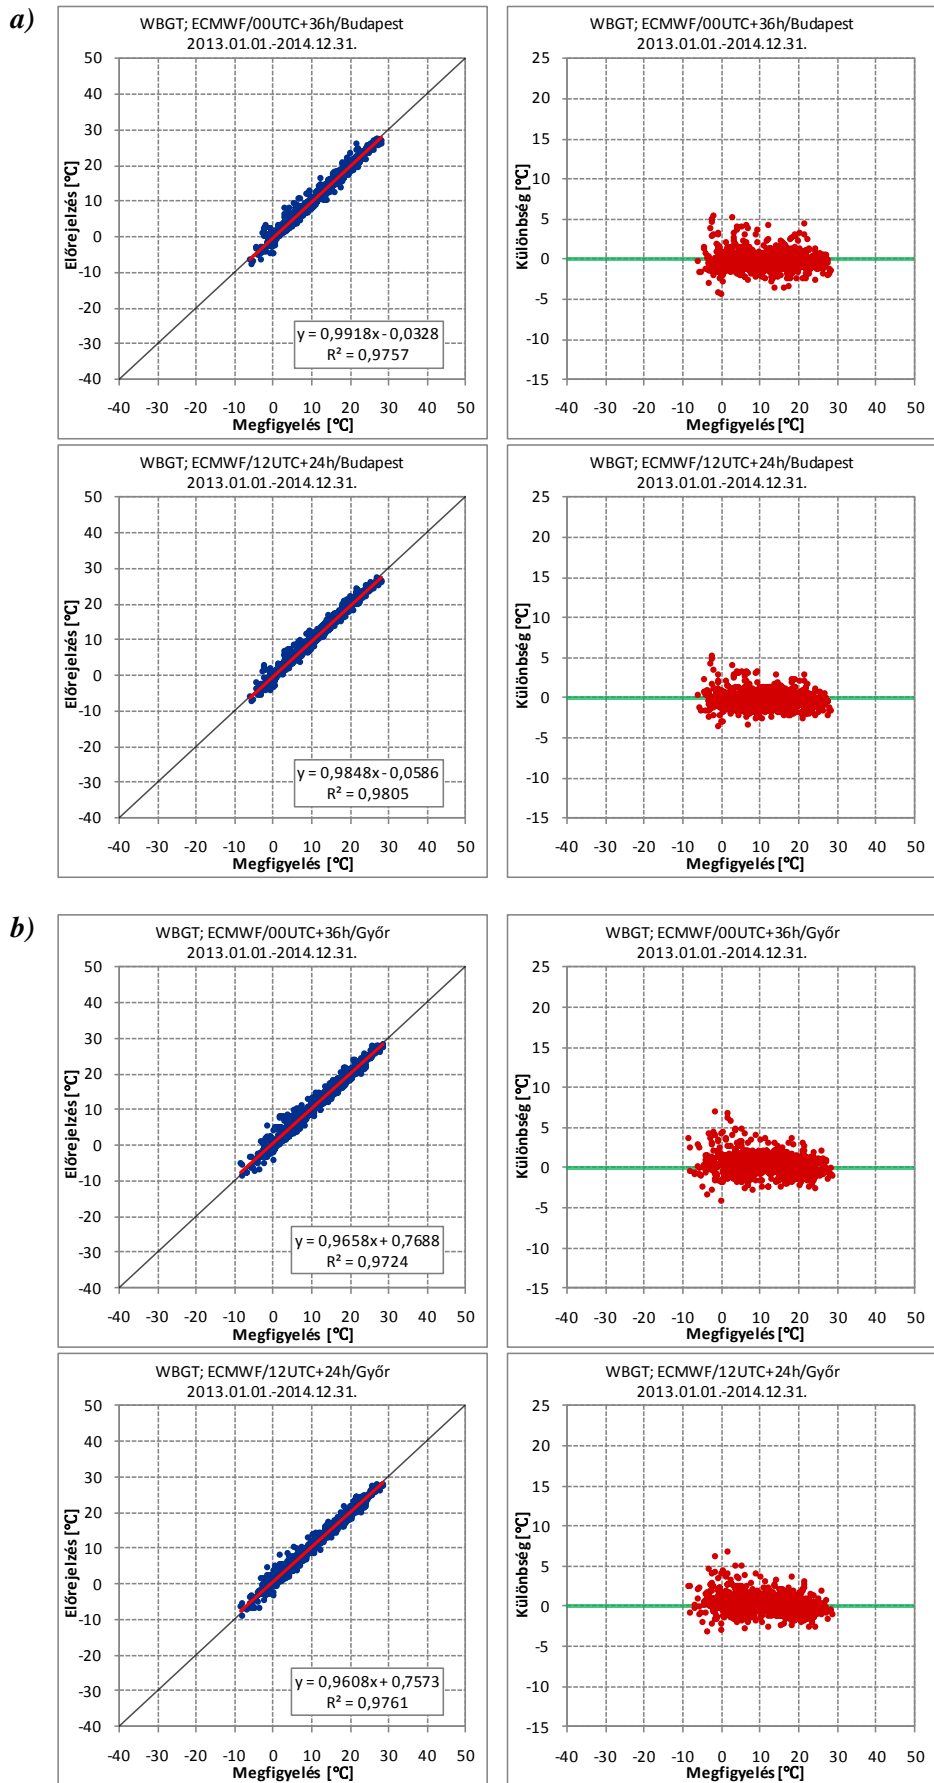 a)
WBGT; ECMWF/00UTC+36h/Budapest
2013.01.01.-2014.12.31.
50
40
30
20
10
0
-10
-20
-30
-40
Előrejelzés [°C]
y = 0,9918x - 0,0328
R² = 0,9757
-40 -30 -20 -10 0 10 20 30 40 50
Megfigyelés [°C]
WBGT; ECMWF/00UTC+36h/Budapest
2013.01.01.-2014.12.31.
25
20
15
10
5
0
-5
-10
-15
Különbség [°C]
-40 -30 -20 -10 0 10 20 30 40 50
Megfigyelés [°C]
WBGT; ECMWF/12UTC+24h/Budapest
2013.01.01.-2014.12.31.
50
40
30
20
10
0
-10
-20
-30
-40
Előrejelzés [°C]
y = 0,9848x - 0,0586
R² = 0,9805
-40 -30 -20 -10 0 10 20 30 40 50
Megfigyelés [°C]
WBGT; ECMWF/12UTC+24h/Budapest
2013.01.01.-2014.12.31.
25
20
15
10
5
0
-5
-10
-15
Különbség [°C]
-40 -30 -20 -10 0 10 20 30 40 50
Megfigyelés [°C]
b)
WBGT; ECMWF/00UTC+36h/Győr
2013.01.01.-2014.12.31.
50
40
30
20
10
0
-10
-20
-30
-40
Előrejelzés [°C]
y = 0,9658x + 0,7688
R² = 0,9724
-40 -30 -20 -10 0 10 20 30 40 50
Megfigyelés [°C]
WBGT; ECMWF/00UTC+36h/Győr
2013.01.01.-2014.12.31.
25
20
15
10
5
0
-5
-10
-15
Különbség [°C]
-40 -30 -20 -10 0 10 20 30 40 50
Megfigyelés [°C]
WBGT; ECMWF/12UTC+24h/Győr
2013.01.01.-2014.12.31.
50
40
30
20
10
0
-10
-20
-30
-40
Előrejelzés [°C]
y = 0,9608x + 0,7573
R² = 0,9761
-40 -30 -20 -10 0 10 20 30 40 50
Megfigyelés [°C]
WBGT; ECMWF/12UTC+24h/Győr
2013.01.01.-2014.12.31.
25
20
15
10
5
0
-5
-10
-15
Különbség [°C]
-40 -30 -20 -10 0 10 20 30 40 50
Megfigyelés [°C]